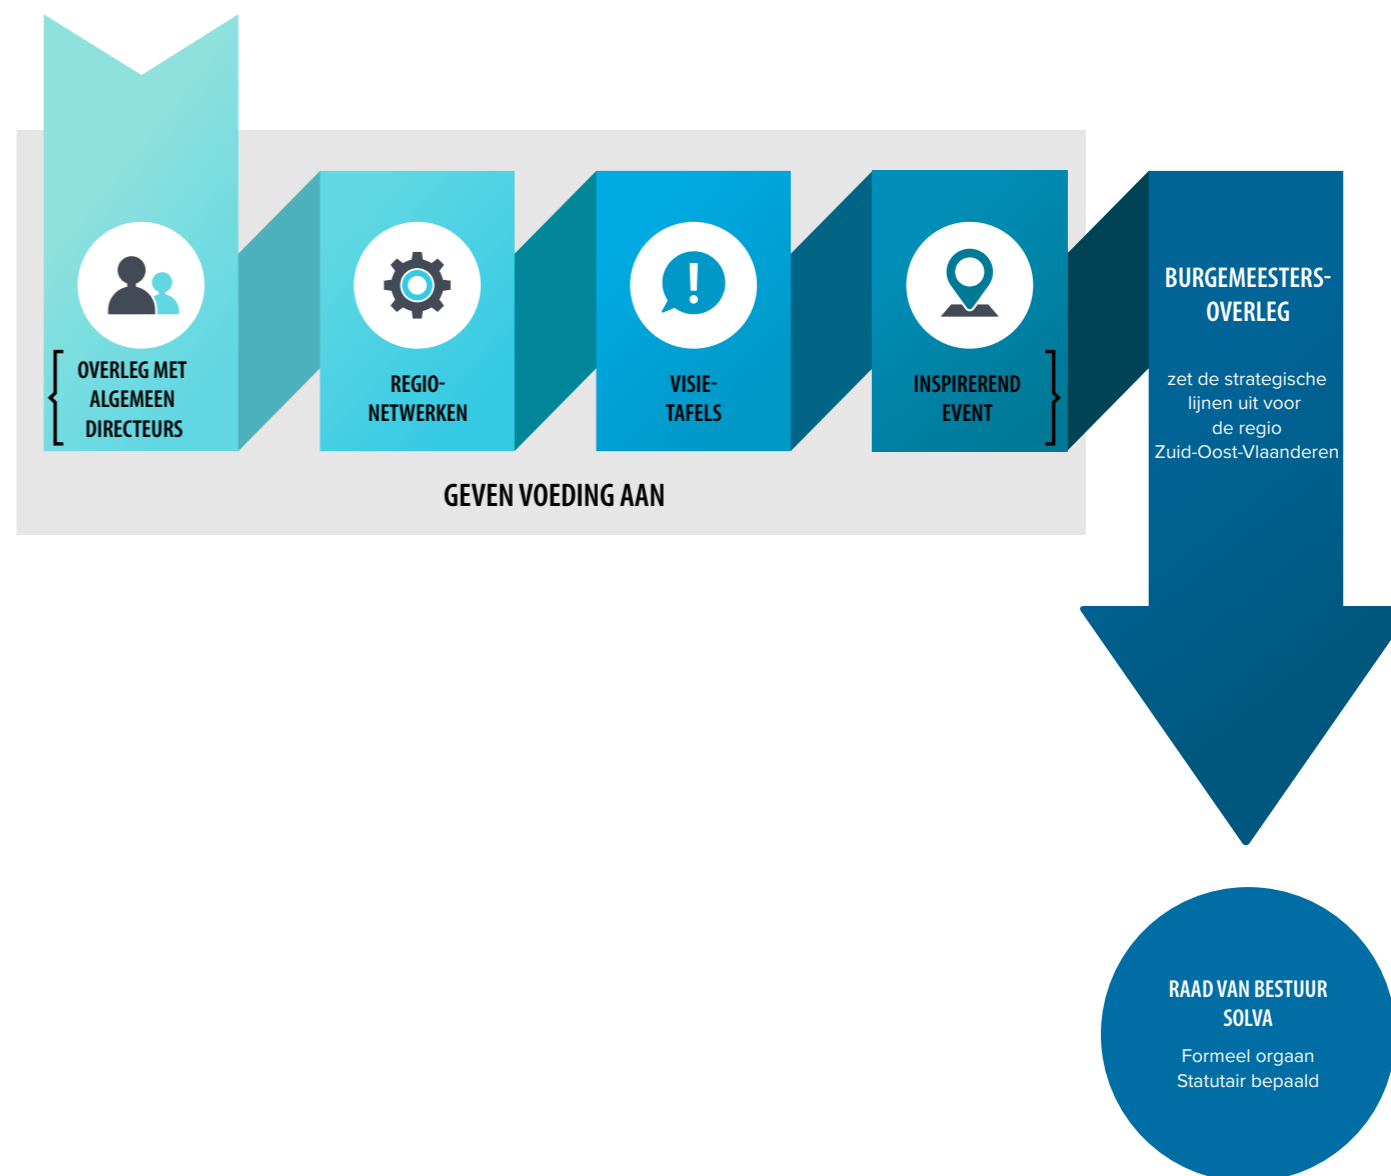 OVERLEG MET
ALGEMEEN
DIRECTEURS
REGIO-
NETWERKEN
VISIE-
TAFELS
INSPIREREND
EVENT
GEVEN VOEDING AAN
BURGEMEESTERS-
OVERLEG
zet de strategische
lijnen uit voor
de regio
Zuid-Oost-Vlaanderen
RAAD VAN BESTUUR
SOLVA
Formeel orgaan
Statutair bepaald